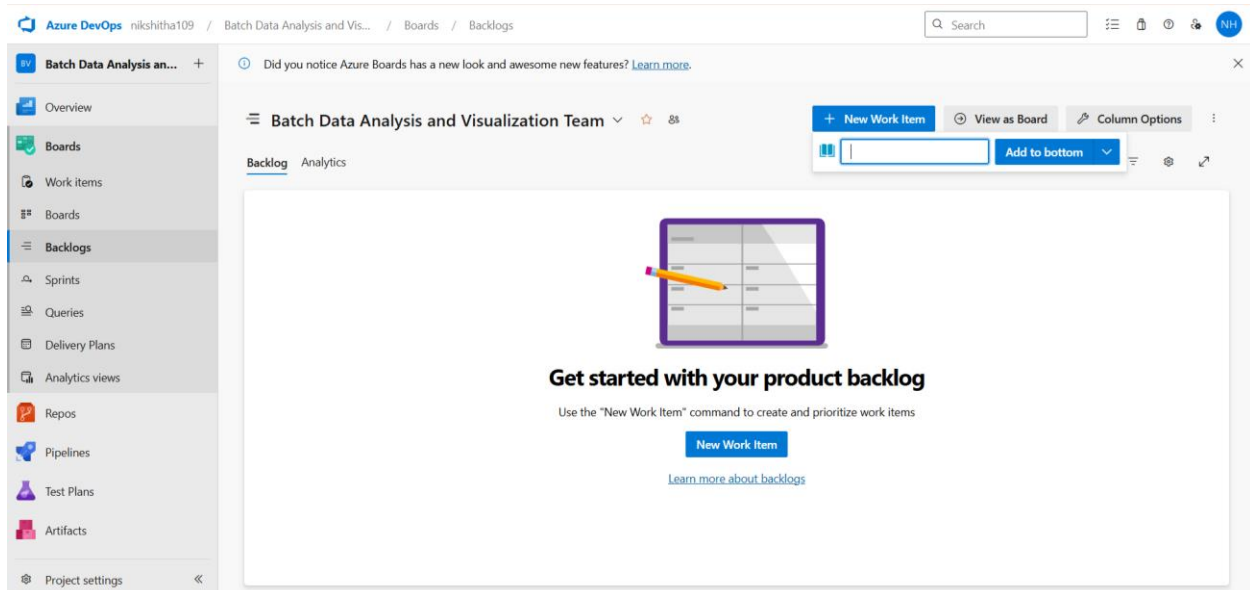 Azure DevOps nikshitha109 / Batch Data Analysis and Vis... / Boards / Backlogs
Search
NH
BV Batch Data Analysis an... +
Did you notice Azure Boards has a new look and awesome new features? Learn more.
Overview
Boards
Work items
Boards
Backlogs
Sprints
Queries
Delivery Plans
Analytics views
Repos
Pipelines
Test Plans
Artifacts
Project settings
Batch Data Analysis and Visualization Team
+ New Work Item
View as Board
Column Options
Add to bottom
Backlog Analytics
Get started with your product backlog
Use the "New Work Item" command to create and prioritize work items
New Work Item
Learn more about backlogs